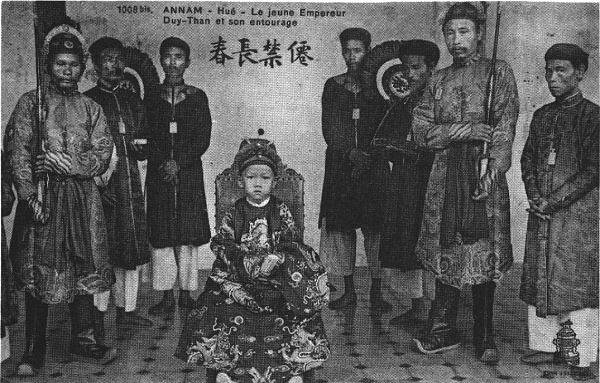 1008 bis. ANNAM - Hué - Le jeune Empereur
Duy-Than et son entourage
僊禁長春